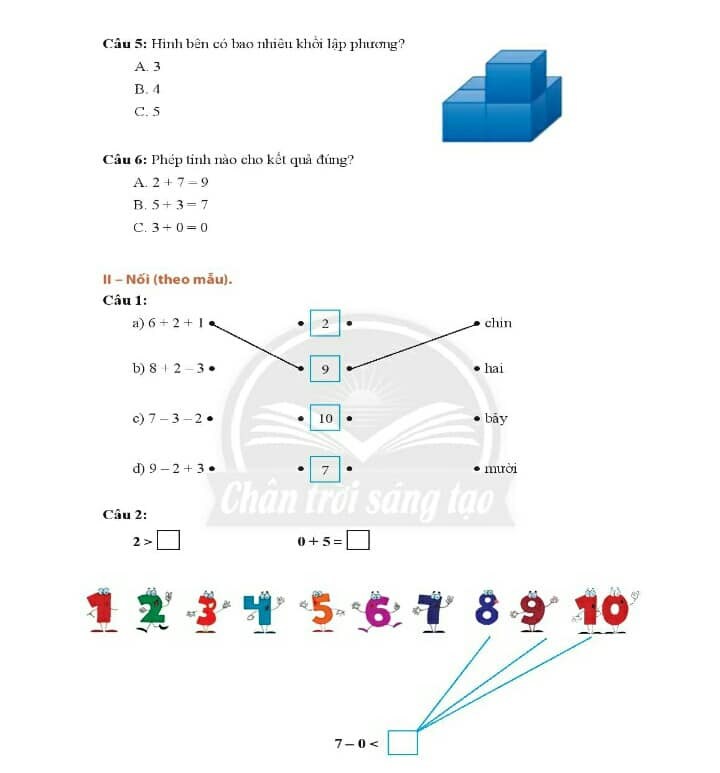 Câu 5: Hình bên có bao nhiêu khối lập phương?
A. 3
B. 4
C. 5
Câu 6: Phép tính nào cho kết quả đúng?
A. 2 + 7 = 9
B. 5 + 3 = 7
C. 3 + 0 = 0
II – Nối (theo mẫu).
Câu 1:
a) 6 + 2 + 1 • • 2 • • chín
b) 8 + 2 – 3 • • 9 • • hai
c) 7 – 3 – 2 • • 10 • • bảy
d) 9 – 2 + 3 • • 7 • • mười
Chân trời sáng tạo
Câu 2:
2 > □ 0 + 5 = □
1 2 3 4 5 6 7 8 9 10
7 – 0 < □